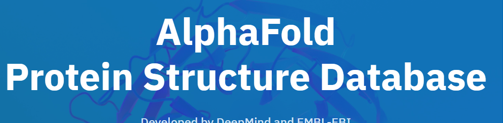 AlphaFold
Protein Structure Database
Developed by DeepMind and EMBL-EBI